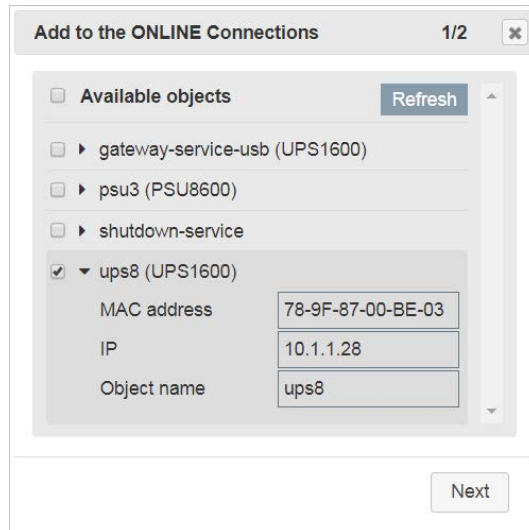 Add to the ONLINE Connections 1/2
Available objects Refresh
gateway-service-usb (UPS1600)
psu3 (PSU8600)
shutdown-service
ups8 (UPS1600)
MAC address 78-9F-87-00-BE-03
IP 10.1.1.28
Object name ups8
Next